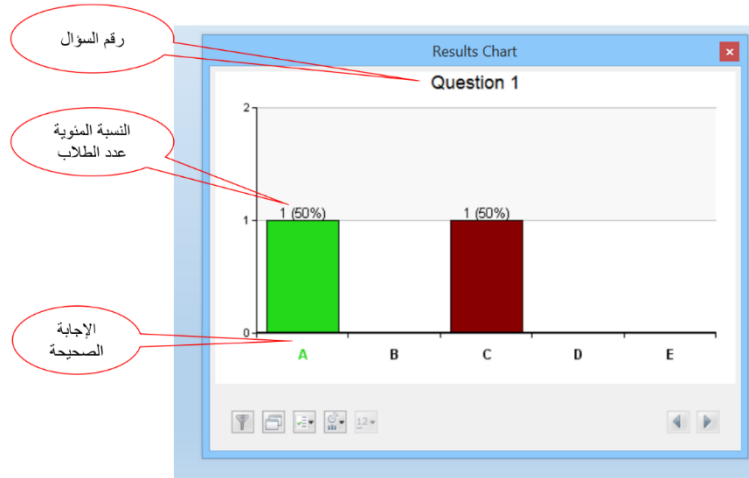 رقم السؤال
Results Chart
Question 1
2
النسبة المئوية
عدد الطلاب
1 (50%)
1 (50%)
1
الإجابة
الصحيحة
0
A B C D E
12